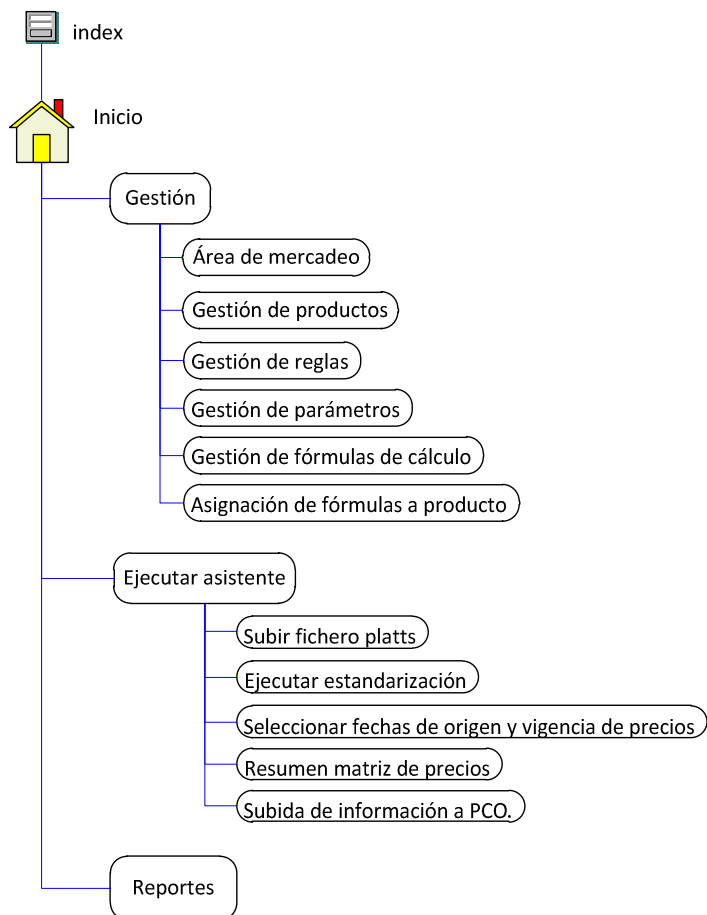 index
Inicio
Gestión
Área de mercadeo
Gestión de productos
Gestión de reglas
Gestión de parámetros
Gestión de fórmulas de cálculo
Asignación de fórmulas a producto
Ejecutar asistente
Subir fichero platts
Ejecutar estandarización
Seleccionar fechas de origen y vigencia de precios
Resumen matriz de precios
Subida de información a PCO.
Reportes